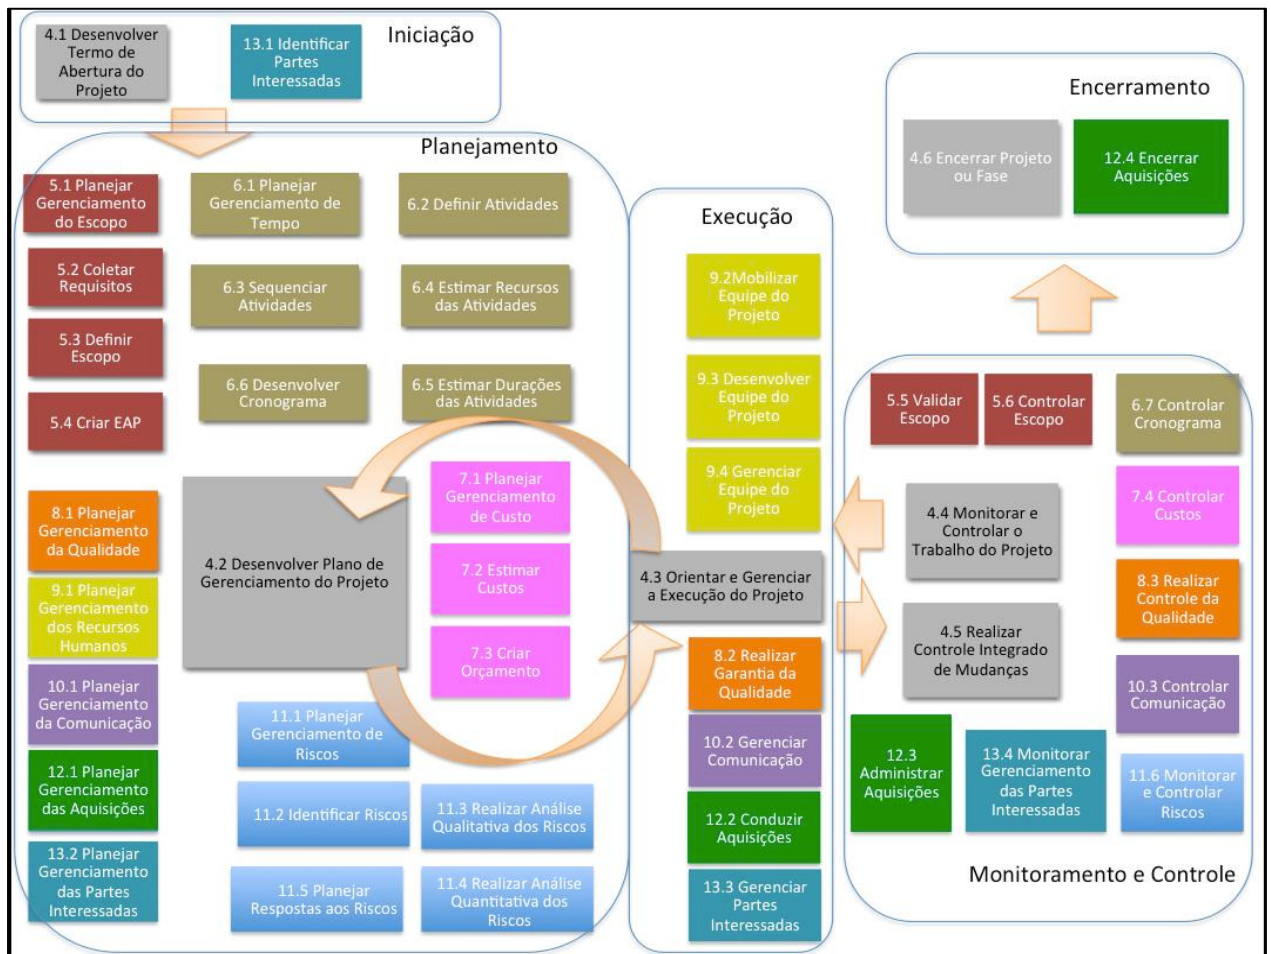 Iniciação
4.1 Desenvolver
Termo de
Abertura do
Projeto
13.1 Identificar
Partes
Interessadas
Planejamento
5.1 Planejar
Gerenciamento
do Escopo
6.1 Planejar
Gerenciamento de
Tempo
6.2 Definir Atividades
5.2 Coletar
Requisitos
6.3 Sequenciar
Atividades
6.4 Estimar Recursos
das Atividades
5.3 Definir
Escopo
6.6 Desenvolver
Cronograma
6.5 Estimar Durações
das Atividades
5.4 Criar EAP
8.1 Planejar
Gerenciamento
da Qualidade
4.2 Desenvolver Plano de
Gerenciamento do Projeto
7.1 Planejar
Gerenciamento
de Custo
7.2 Estimar
Custos
7.3 Criar
Orçamento
9.1 Planejar
Gerenciamento
dos Recursos
Humanos
10.1 Planejar
Gerenciamento
da Comunicação
12.1 Planejar
Gerenciamento
das Aquisições
13.2 Planejar
Gerenciamento
das Partes
Interessadas
11.1 Planejar
Gerenciamento de
Riscos
11.2 Identificar Riscos
11.3 Realizar Análise
Qualitativa dos Riscos
11.5 Planejar
Respostas aos Riscos
11.4 Realizar Análise
Quantitativa dos
Riscos
Execução
9.2Mobilizar
Equipe do
Projeto
9.3 Desenvolver
Equipe do
Projeto
9.4 Gerenciar
Equipe do
Projeto
4.3 Orientar e Gerenciar
a Execução do Projeto
8.2 Realizar
Garantia da
Qualidade
10.2 Gerenciar
Comunicação
12.2 Conduzir
Aquisições
13.3 Gerenciar
Partes
Interessadas
Encerramento
4.6 Encerrar Projeto
ou Fase
12.4 Encerrar
Aquisições
5.5 Validar
Escopo
5.6 Controlar
Escopo
6.7 Controlar
Cronograma
4.4 Monitorar e
Controlar o
Trabalho do Projeto
7.4 Controlar
Custos
4.5 Realizar
Controle Integrado
de Mudanças
8.3 Realizar
Controle da
Qualidade
10.3 Controlar
Comunicação
12.3
Administrar
Aquisições
13.4 Monitorar
Gerenciamento
das Partes
Interessadas
11.6 Monitorar
e Controlar
Riscos
Monitoramento e Controle